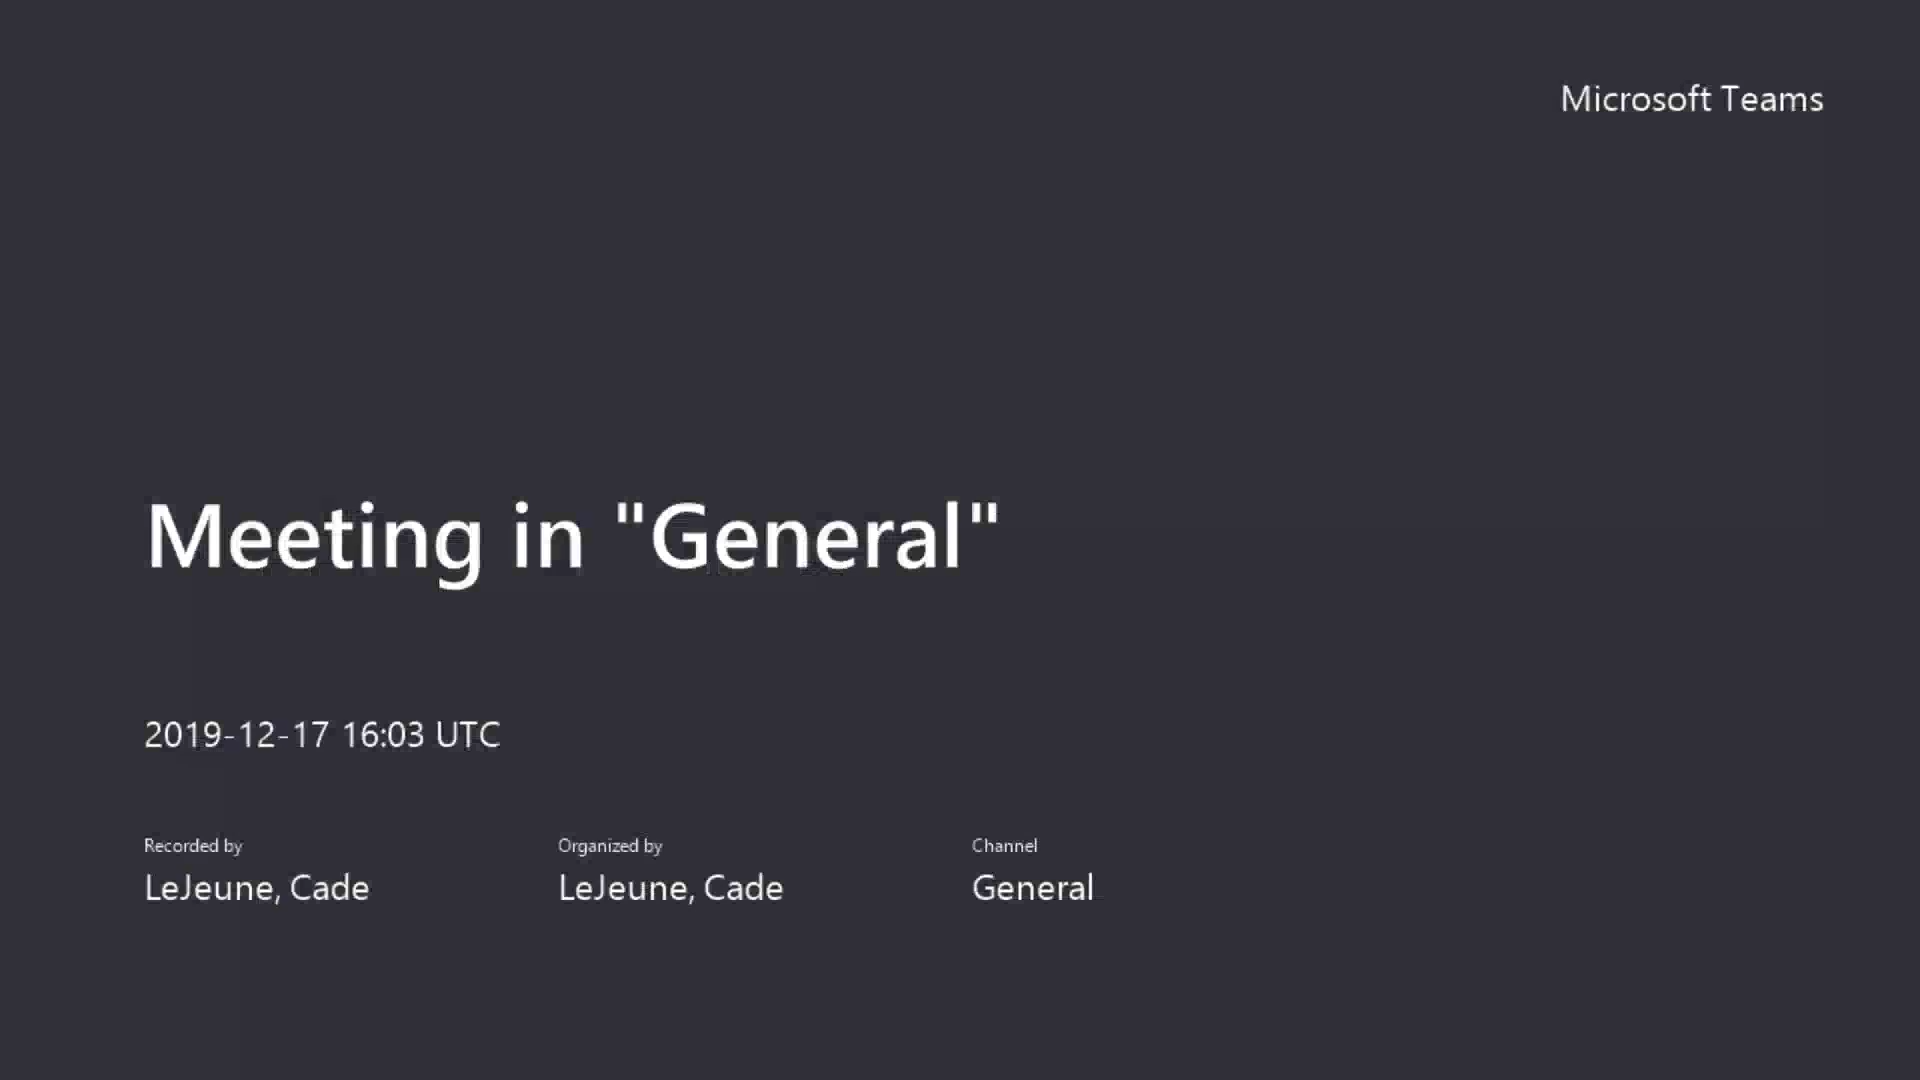 Microsoft Teams
Meeting in "General"
2019-12-17 16:03 UTC
Recorded by
LeJeune, Cade
Organized by
LeJeune, Cade
Channel
General